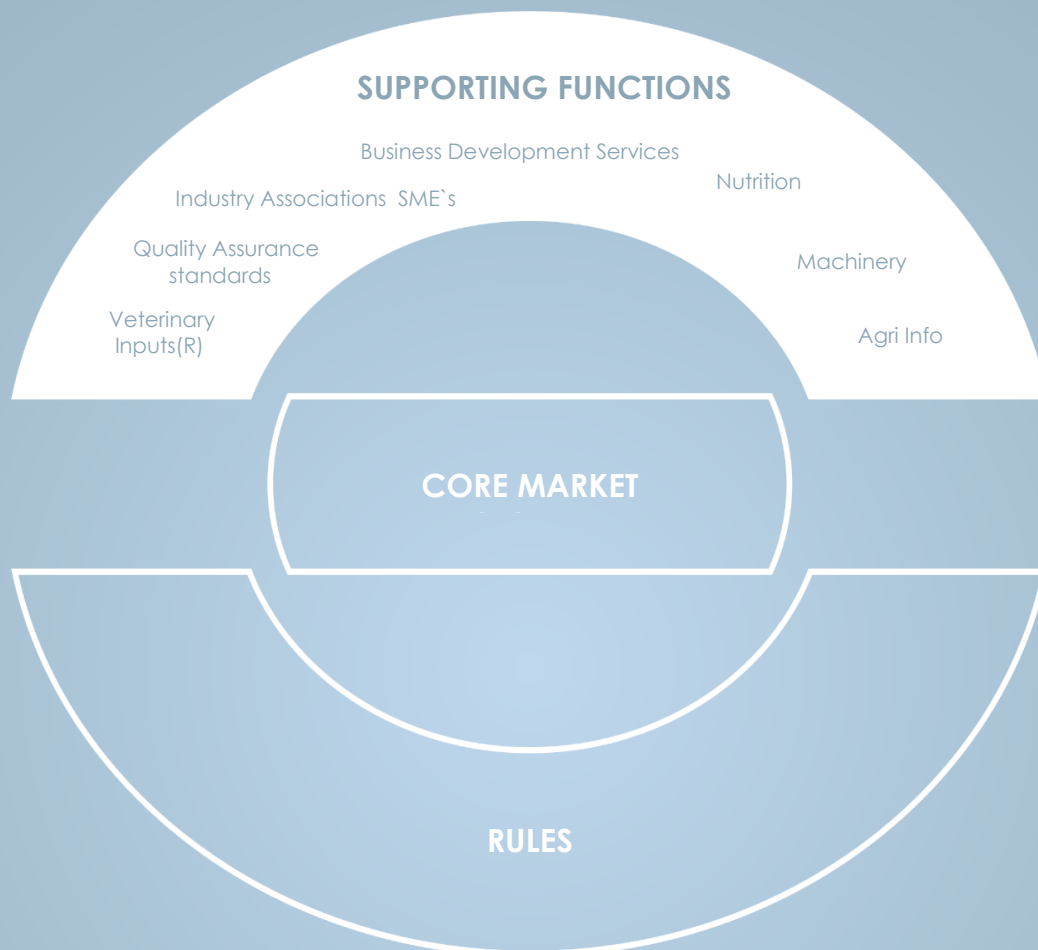 SUPPORTING FUNCTIONS
Business Development Services
Nutrition
Industry Associations  SME`s
Quality Assurance
standards
Machinery
Veterinary
Inputs(R)
Agri Info
CORE MARKET
RULES